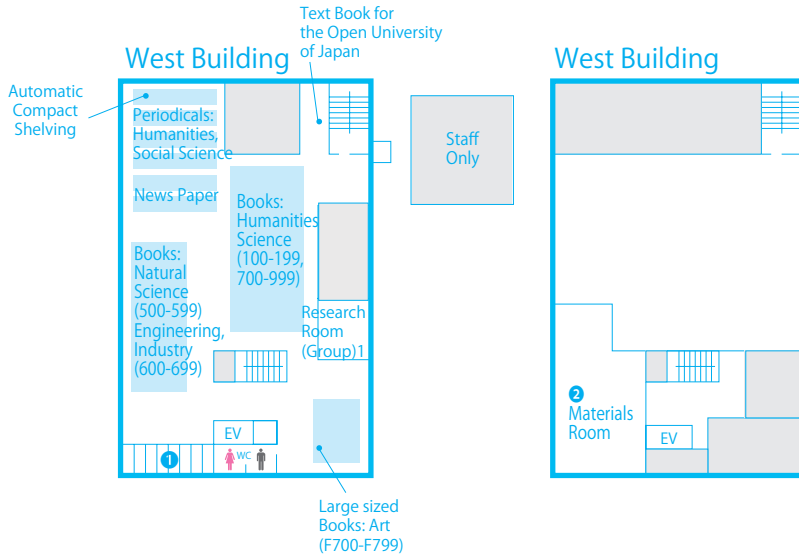 Text Book for
the Open University
of Japan
West Building
West Building
Automatic
Compact
Shelving
Periodicals:
Humanities,
Social Science
Staff
Only
News Paper
Books:
Humanities
Science
(100-199,
700-999)
Books:
Natural
Science
(500-599)
Engineering,
Industry
(600-699)
Research
Room
(Group)1
2
Materials
Room
EV
EV
1
WC
Large sized
Books: Art
(F700-F799)